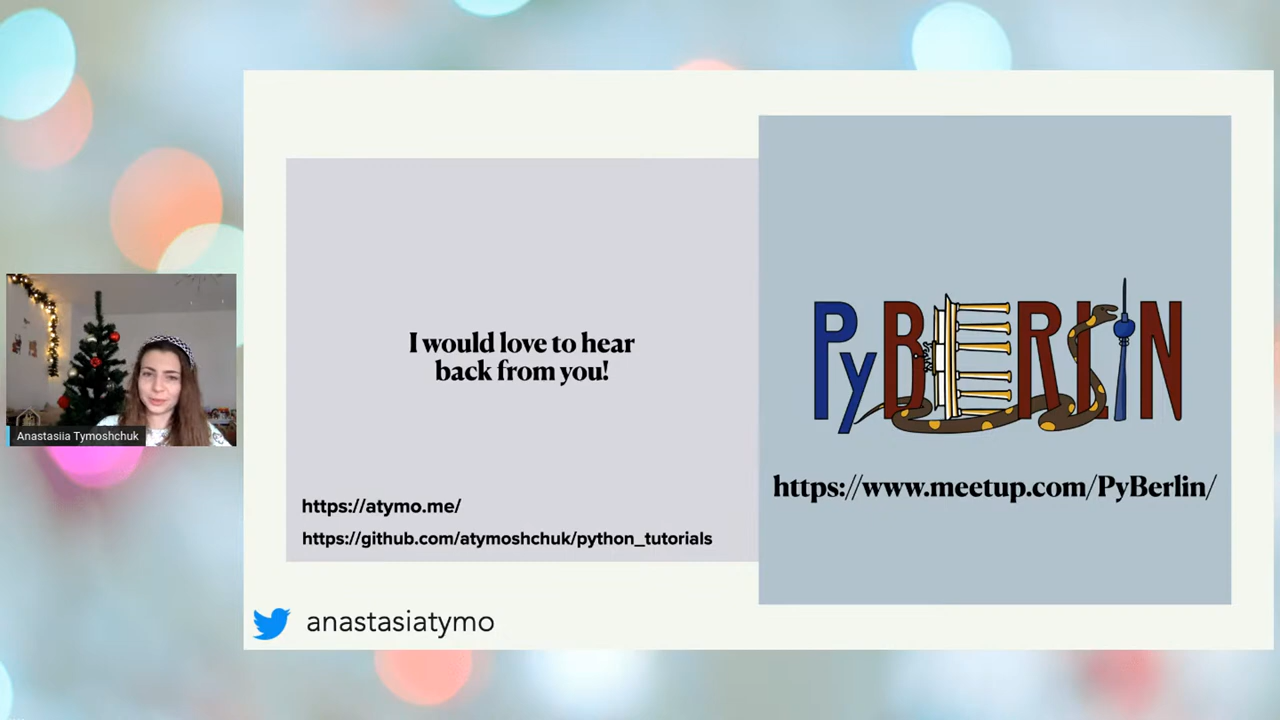 I would love to hear
back from you!
https://atymo.me/
https://github.com/atymoshchuk/python_tutorials
PyBERLIN
https://www.meetup.com/PyBerlin/
anastasiatymo
Anastasiia Tymoshchuk